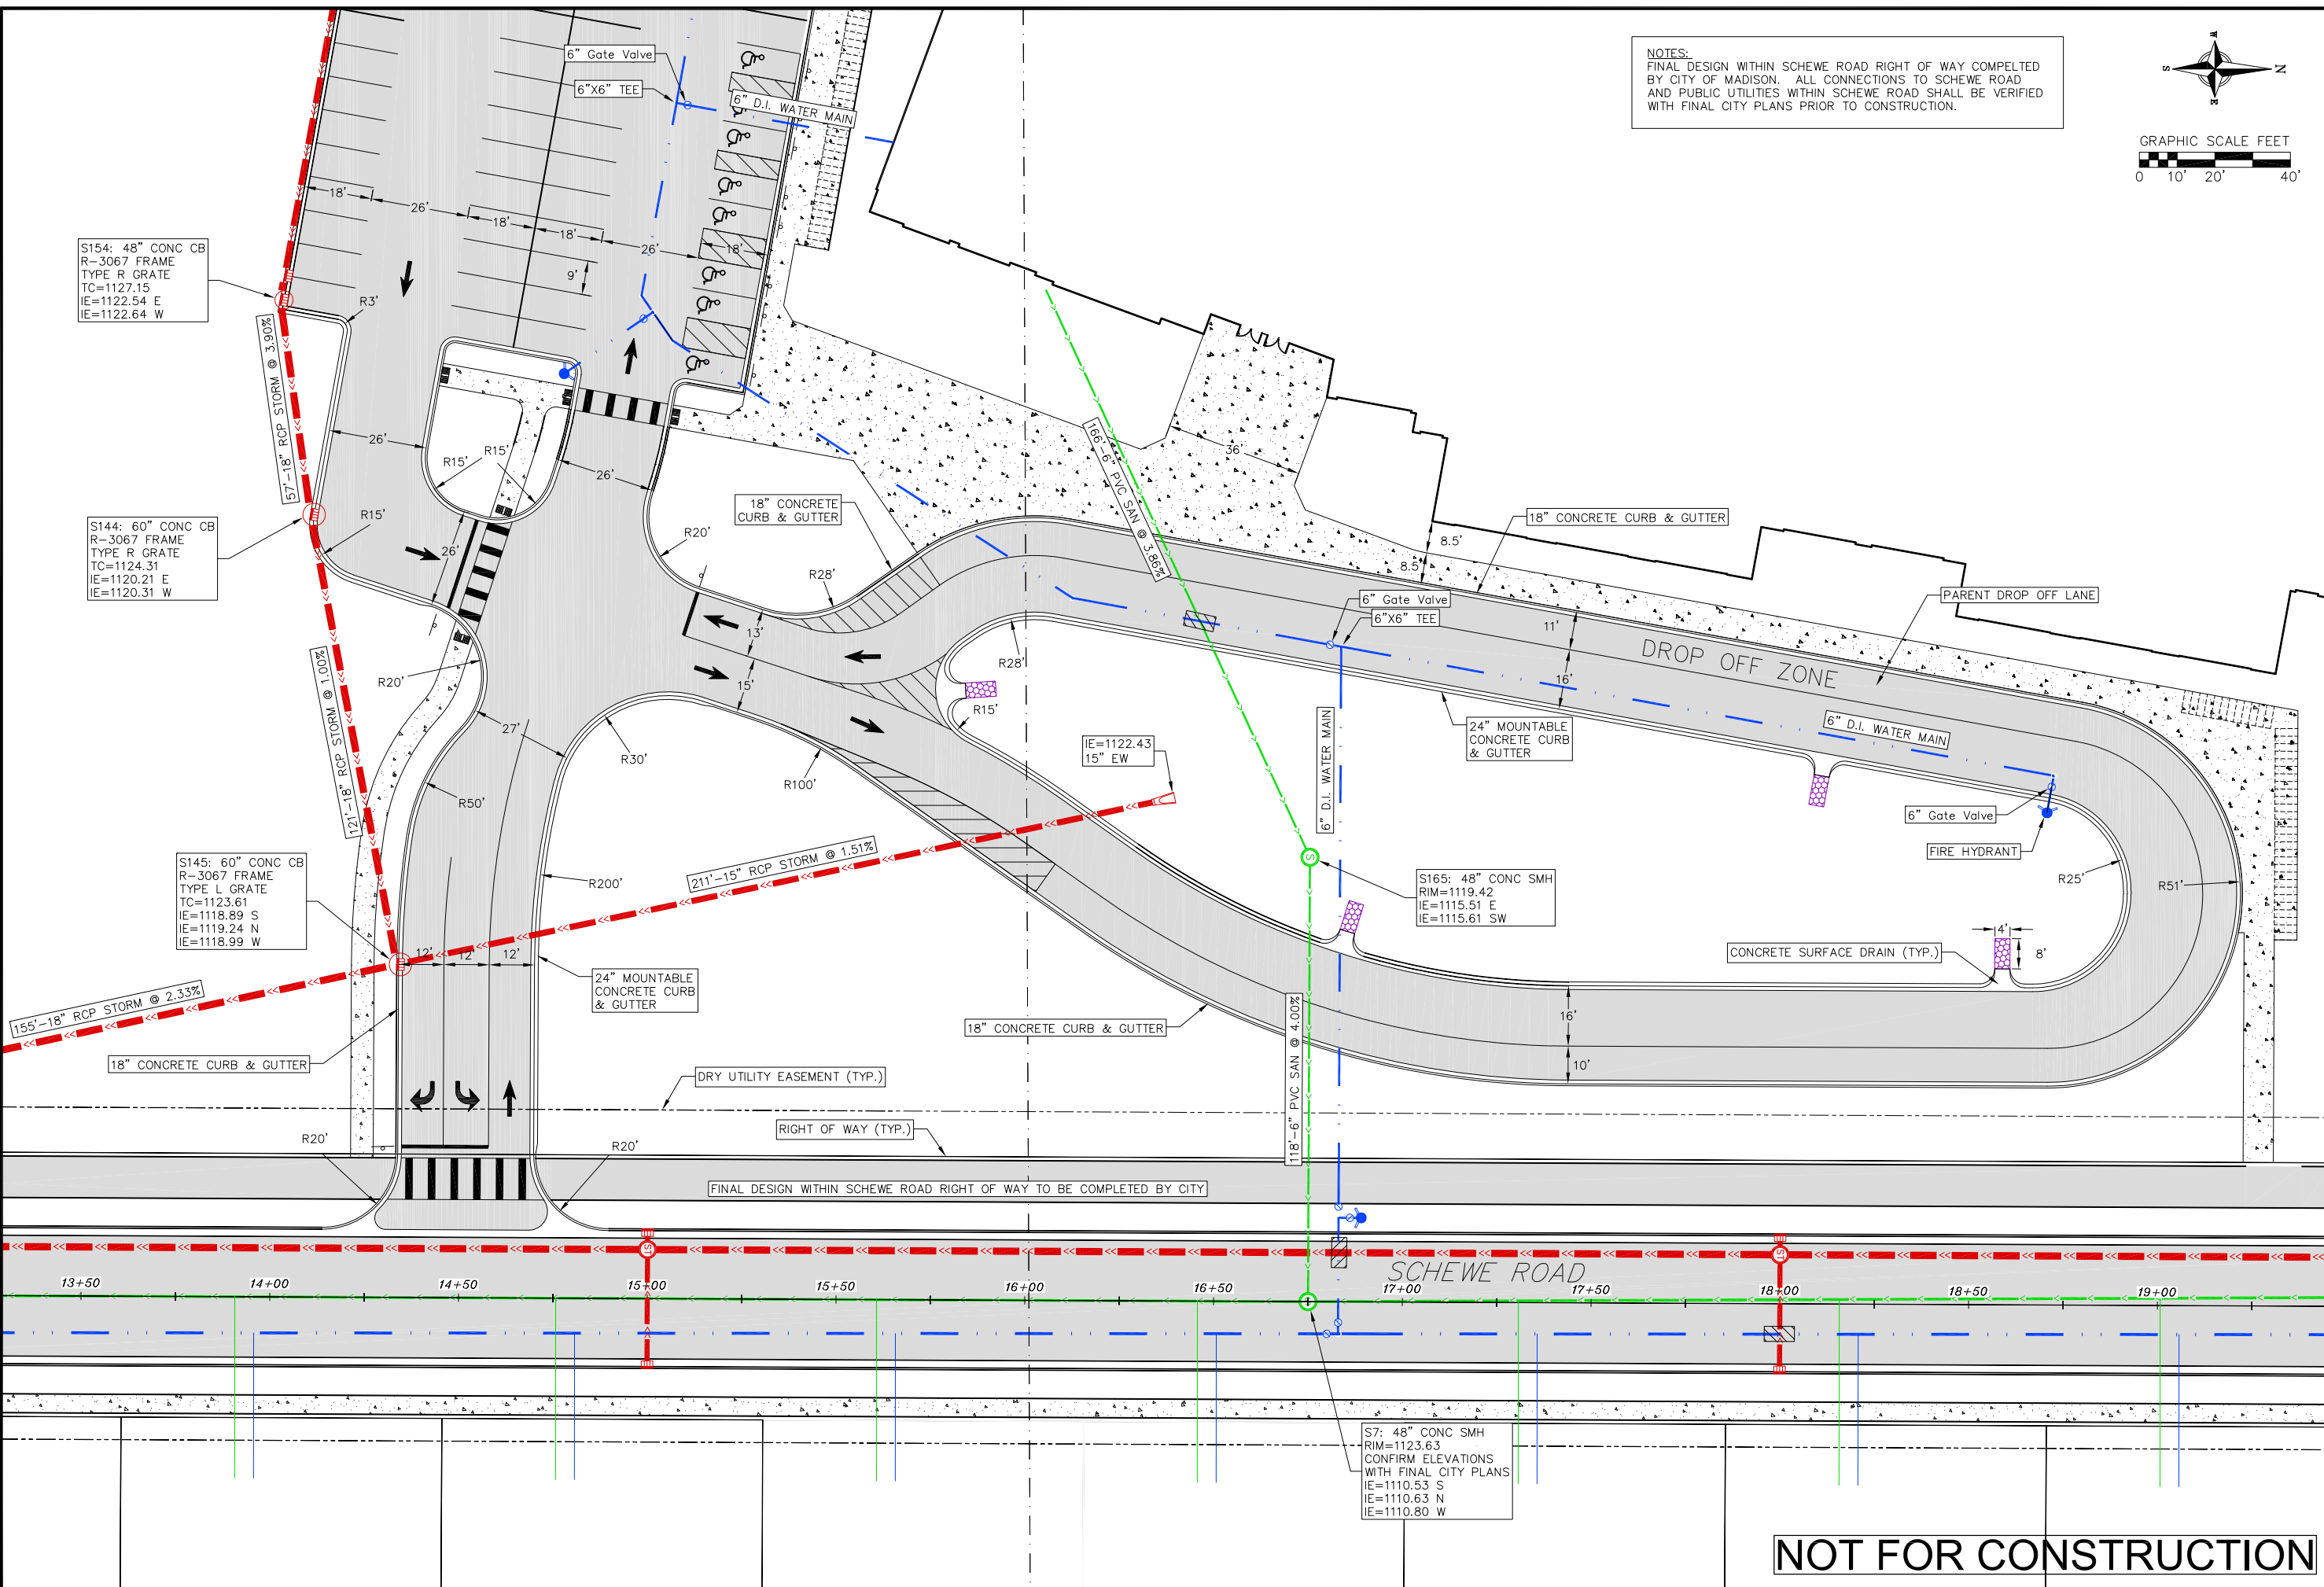 NOTES:
FINAL DESIGN WITHIN SCHEWE ROAD RIGHT OF WAY COMPELTED
BY CITY OF MADISON.  ALL CONNECTIONS TO SCHEWE ROAD
AND PUBLIC UTILITIES WITHIN SCHEWE ROAD SHALL BE VERIFIED
WITH FINAL CITY PLANS PRIOR TO CONSTRUCTION.
W
S
N
E
GRAPHIC SCALE FEET
0 10' 20' 40'
6" Gate Valve
6"X6" TEE
6" D.I. WATER MAIN
18'
26'
18'
18'
26'
18'
9'
S154: 48" CONC CB
R-3067 FRAME
TYPE R GRATE
TC=1127.15
IE=1122.54 E
IE=1122.64 W
R3'
57'-18" RCP STORM @ 3.90%
26'
R15'
R15'
26'
36'
166'-6" PVC SAN @ 3.86%
18" CONCRETE
CURB & GUTTER
18" CONCRETE CURB & GUTTER
S144: 60" CONC CB
R-3067 FRAME
TYPE R GRATE
TC=1124.31
IE=1120.21 E
IE=1120.31 W
R15'
26'
R20'
R28'
8.5'
8.5'
6" Gate Valve
6"X6" TEE
PARENT DROP OFF LANE
13'
11'
DROP OFF ZONE
121'-18" RCP STORM @ 1.00%
R20'
R28'
15'
16'
R15'
27'
R30'
R100'
IE=1122.43
15" EW
6" D.I. WATER MAIN
24" MOUNTABLE
CONCRETE CURB
& GUTTER
6" D.I. WATER MAIN
R50'
6" Gate Valve
FIRE HYDRANT
S145: 60" CONC CB
R-3067 FRAME
TYPE L GRATE
TC=1123.61
IE=1118.89 S
IE=1119.24 N
IE=1118.99 W
211'-15" RCP STORM @ 1.51%
R200'
S
S165: 48" CONC SMH
RIM=1119.42
IE=1115.51 E
IE=1115.61 SW
R25'
R51'
12'
12'
12'
4'
8'
CONCRETE SURFACE DRAIN (TYP.)
24" MOUNTABLE
CONCRETE CURB
& GUTTER
155'-18" RCP STORM @ 2.33%
18" CONCRETE CURB & GUTTER
16'
10'
18" CONCRETE CURB & GUTTER
118'-6" PVC SAN @ 4.00%
DRY UTILITY EASEMENT (TYP.)
RIGHT OF WAY (TYP.)
R20'
R20'
FINAL DESIGN WITHIN SCHEWE ROAD RIGHT OF WAY TO BE COMPLETED BY CITY
ST
ST
SCHEWE ROAD
13+50 14+00 14+50 15+00 15+50 16+00 16+50 17+00 17+50 18+00 18+50 19+00
S7: 48" CONC SMH
RIM=1123.63
CONFIRM ELEVATIONS
WITH FINAL CITY PLANS
IE=1110.53 S
IE=1110.63 N
IE=1110.80 W
NOT FOR CONSTRUCTION